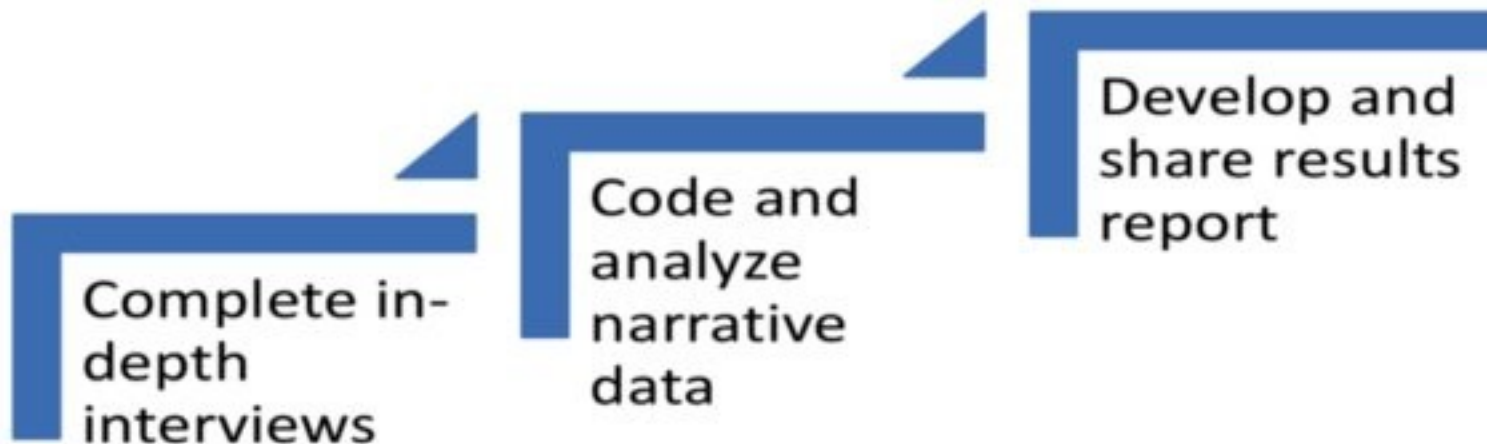 Complete in-
depth
interviews
Code and
analyze
narrative
data
Develop and
share results
report